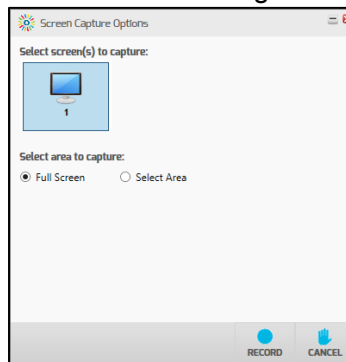 Screen Capture Options
Select screen(s) to capture:
1
Select area to capture:
Full Screen Select Area
RECORD CANCEL